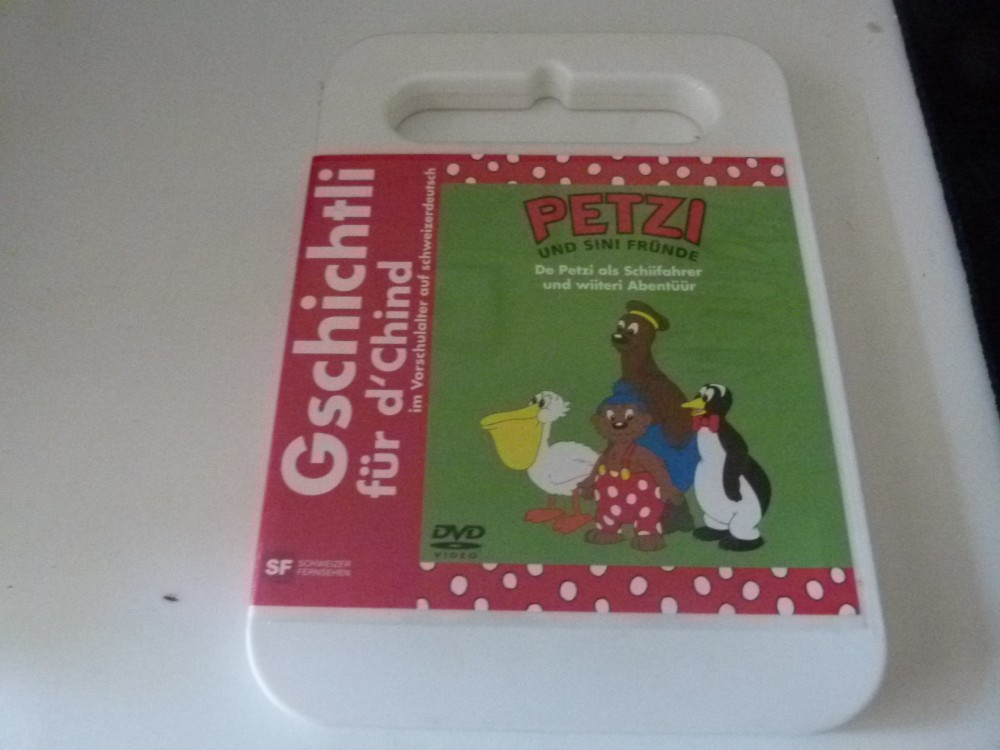 Gschichtli
für d'Chind
im Vorschulalter auf schweizerdeutsch
PETZI
UND SINI FRÜNDE
De Petzi als Schiifahrer
und wiiteri Abentüür
DVD
VIDEO
SF SCHWEIZER
FERNSEHEN